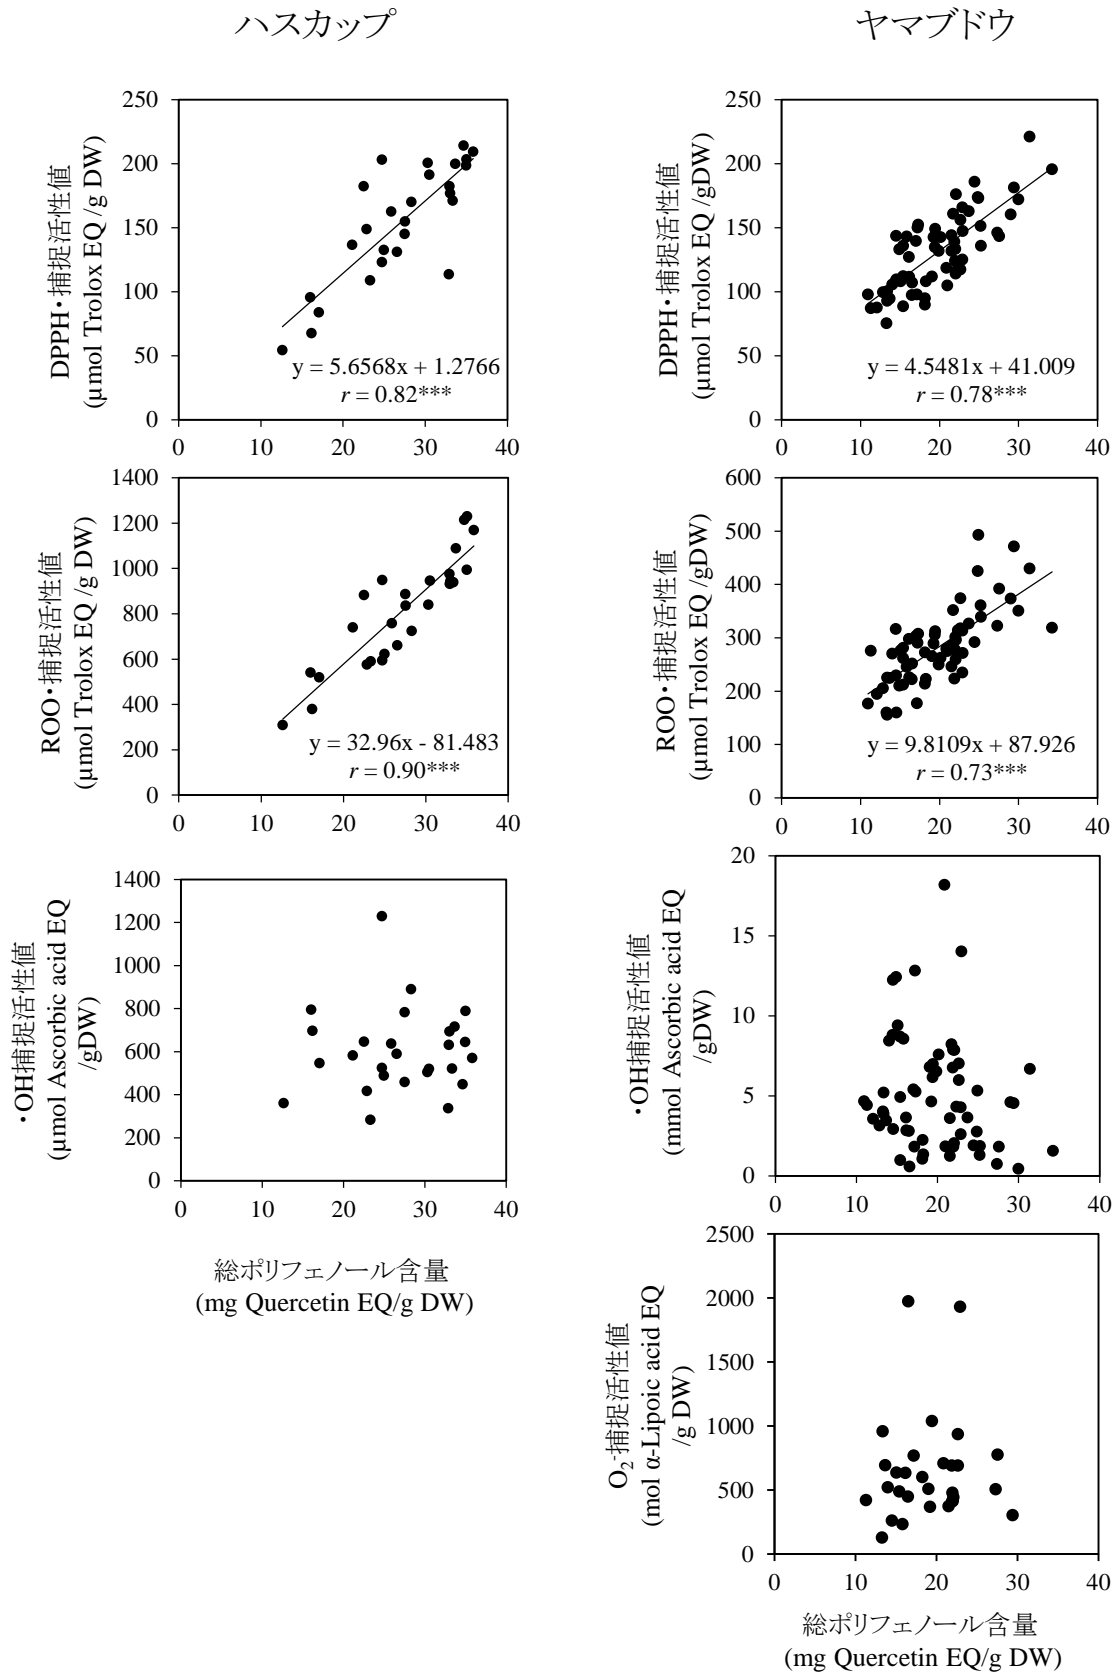 ハスカップ
ヤマブドウ
DPPH・捕捉活性値
(μmol Trolox EQ /g DW)
250
200
150
100
50
0
y = 5.6568x + 1.2766
r = 0.82***
0 10 20 30 40
DPPH・捕捉活性値
(μmol Trolox EQ /gDW)
250
200
150
100
50
0
y = 4.5481x + 41.009
r = 0.78***
0 10 20 30 40
ROO・捕捉活性値
(μmol Trolox EQ /g DW)
1400
1200
1000
800
600
400
200
0
y = 32.96x - 81.483
r = 0.90***
0 10 20 30 40
ROO・捕捉活性値
(μmol Trolox EQ /gDW)
600
500
400
300
200
100
0
y = 9.8109x + 87.926
r = 0.73***
0 10 20 30 40
・OH捕捉活性値
(μmol Ascorbic acid EQ
/gDW)
1400
1200
1000
800
600
400
200
0
0 10 20 30 40
総ポリフェノール含量
(mg Quercetin EQ/g DW)
・OH捕捉活性値
(mmol Ascorbic acid EQ
/gDW)
20
15
10
5
0
0 10 20 30 40
O₂⁻捕捉活性値
(mol α-Lipoic acid EQ
/g DW)
2500
2000
1500
1000
500
0
0 10 20 30 40
総ポリフェノール含量
(mg Quercetin EQ/g DW)